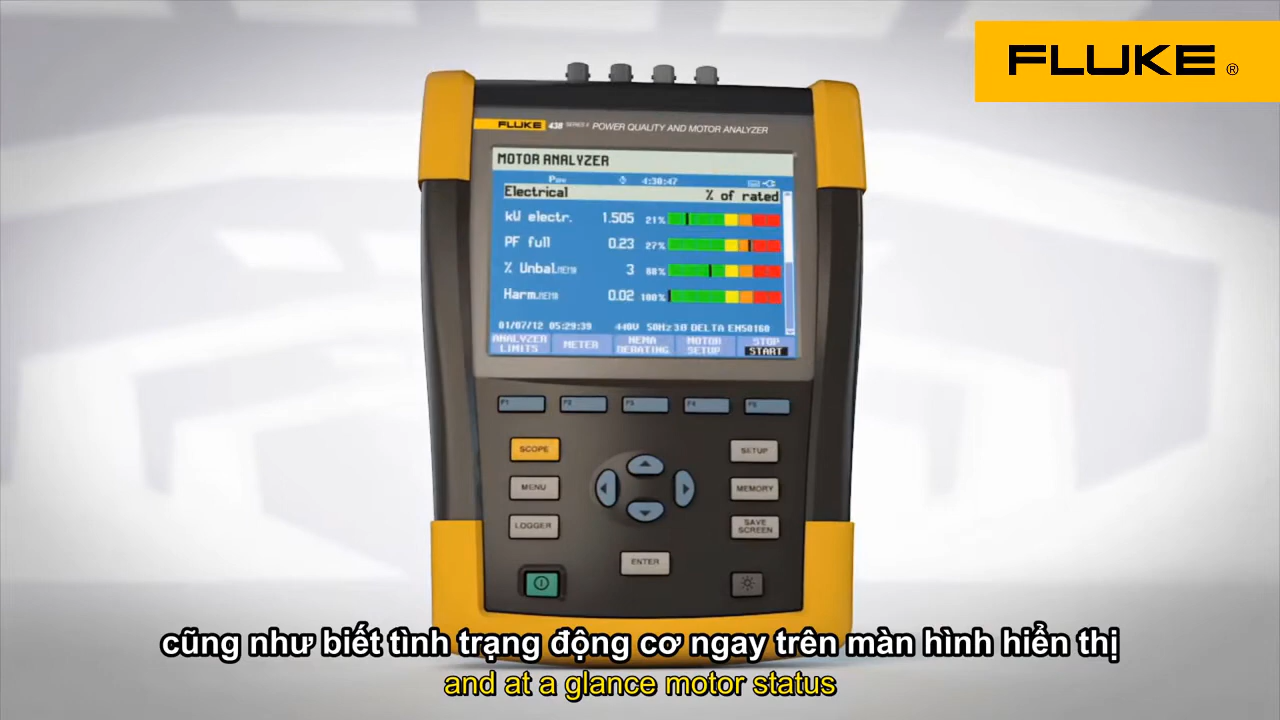 FLUKE ®
FLUKE 438 SERIES II POWER QUALITY AND MOTOR ANALYZER
MOTOR ANALYZER
4:30:47
Electrical % of rated
kW electr. 1.505 21%
PF full 0.23 27%
% Unbal. NEMA 3 68%
Harm. NEMA 0.02 100%
01/07/12 05:29:39 440V 50Hz 3Ø DELTA EN50160
ANALYZER LIMITS METER NEMA DERATING MOTOR SETUP STOP START
F1 F2 F3 F4 F5
SCOPE SETUP
MENU MEMORY
LOGGER SAVE SCREEN
ENTER
cũng như biết tình trạng động cơ ngay trên màn hình hiển thị
and at a glance motor status